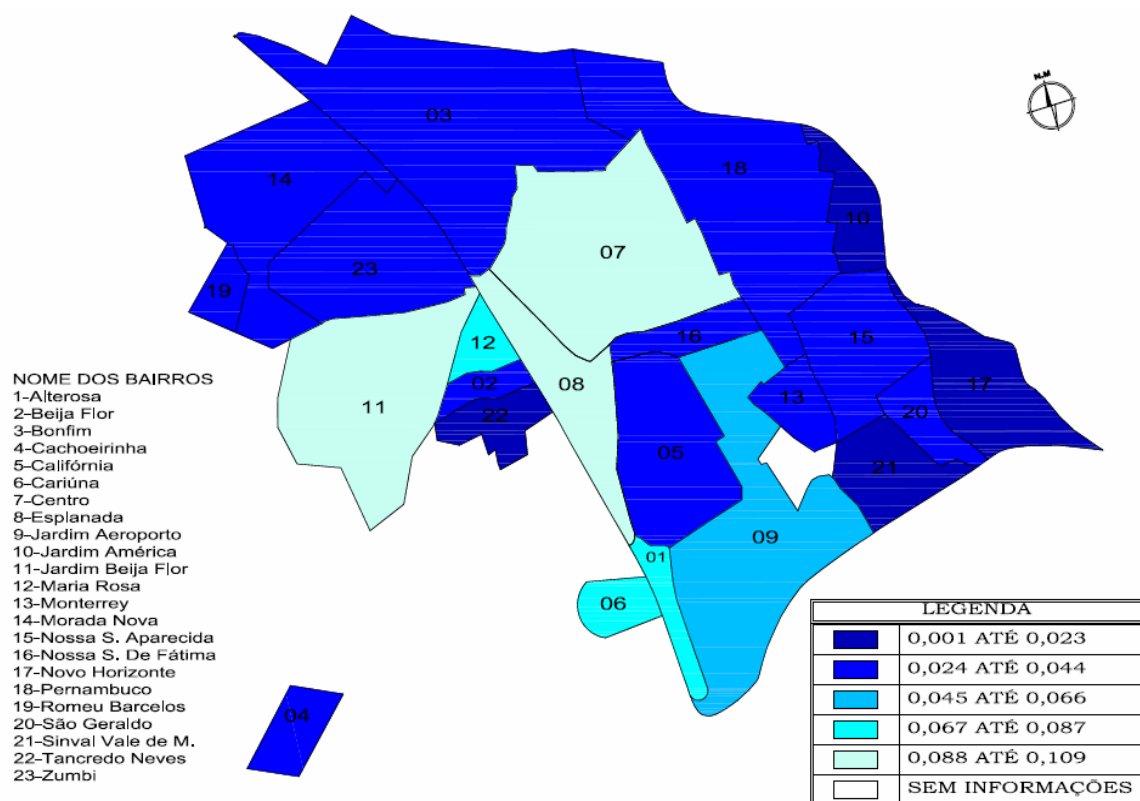 N.M
03
14
18
10
07
23
19
16
15
12
02
08
22
11
13
17
20
05
21
09
01
06
04
NOME DOS BAIRROS
1-Alterosa
2-Beija Flor
3-Bonfim
4-Cachoeirinha
5-Califórnia
6-Cariúna
7-Centro
8-Esplanada
9-Jardim Aeroporto
10-Jardim América
11-Jardim Beija Flor
12-Maria Rosa
13-Monterrey
14-Morada Nova
15-Nossa S. Aparecida
16-Nossa S. De Fátima
17-Novo Horizonte
18-Pernambuco
19-Romeu Barcelos
20-São Geraldo
21-Sinval Vale de M.
22-Tancredo Neves
23-Zumbi
LEGENDA
0,001 ATÉ 0,023
0,024 ATÉ 0,044
0,045 ATÉ 0,066
0,067 ATÉ 0,087
0,088 ATÉ 0,109
SEM INFORMAÇÕES